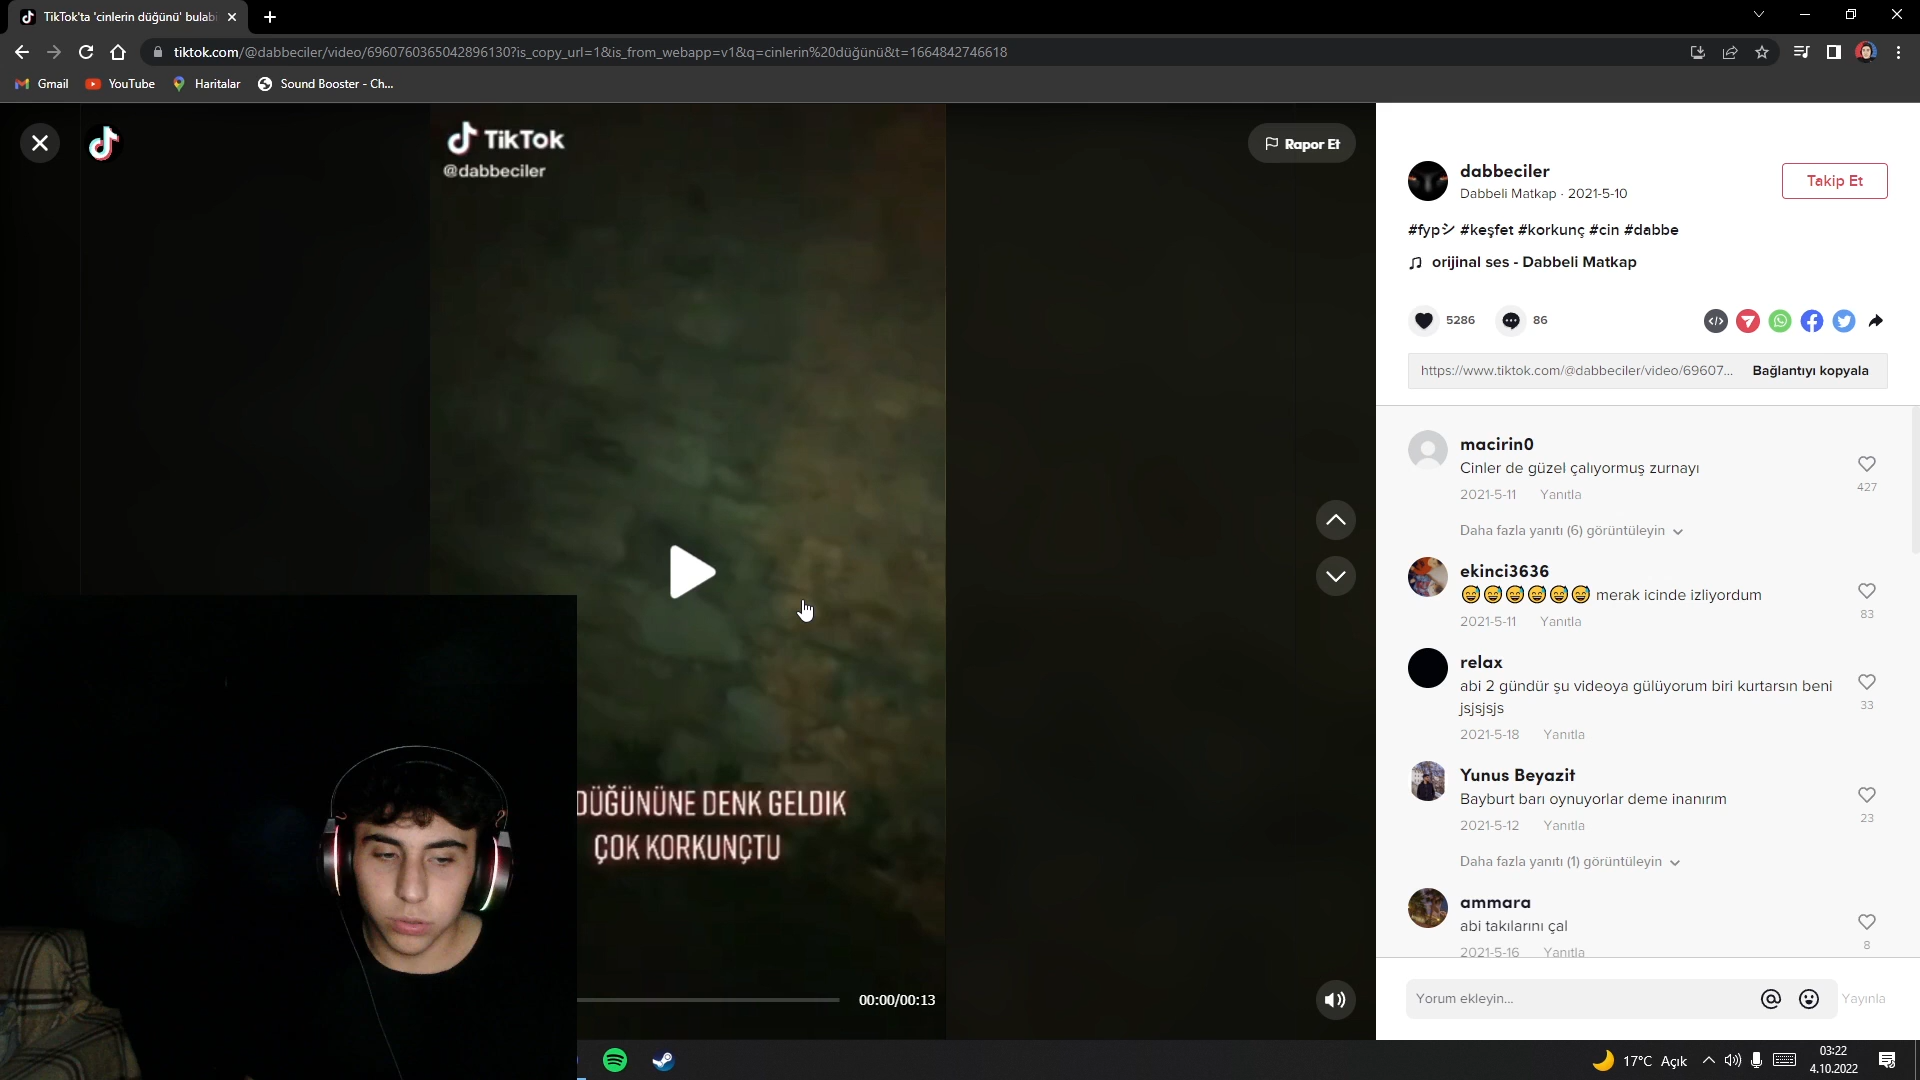 TikTok'ta 'cinlerin düğünü' bulabi
tiktok.com/@dabbeciler/video/6960760365042896130?is_copy_url=1&is_from_webapp=v1&q=cinlerin%20düğünü&t=1664842746618
Gmail
YouTube
Haritalar
Sound Booster - Ch...
TikTok
@dabbeciler
Rapor Et
DÜĞÜNÜNE DENK GELDIK
ÇOK KORKUNÇTU
00:00/00:13
dabbeciler
Dabbeli Matkap · 2021-5-10
Takip Et
#fypシ #keşfet #korkunç #cin #dabbe
orijinal ses - Dabbeli Matkap
5286
86
https://www.tiktok.com/@dabbeciler/video/69607...
Bağlantıyı kopyala
macirin0
Cinler de güzel çalıyormuş zurnayı
2021-5-11 Yanıtla
427
Daha fazla yanıtı (6) görüntüleyin
ekinci3636
😅😅😅😅😅😅 merak icinde izliyordum
2021-5-11 Yanıtla
83
relax
abi 2 gündür şu videoya gülüyorum biri kurtarsın beni
jsjsjsjs
2021-5-18 Yanıtla
33
Yunus Beyazit
Bayburt barı oynuyorlar deme inanırım
2021-5-12 Yanıtla
23
Daha fazla yanıtı (1) görüntüleyin
ammara
abi takılarını çal
2021-5-16 Yanıtla
8
Yorum ekleyin...
Yayınla
17°C Açık
03:22
4.10.2022